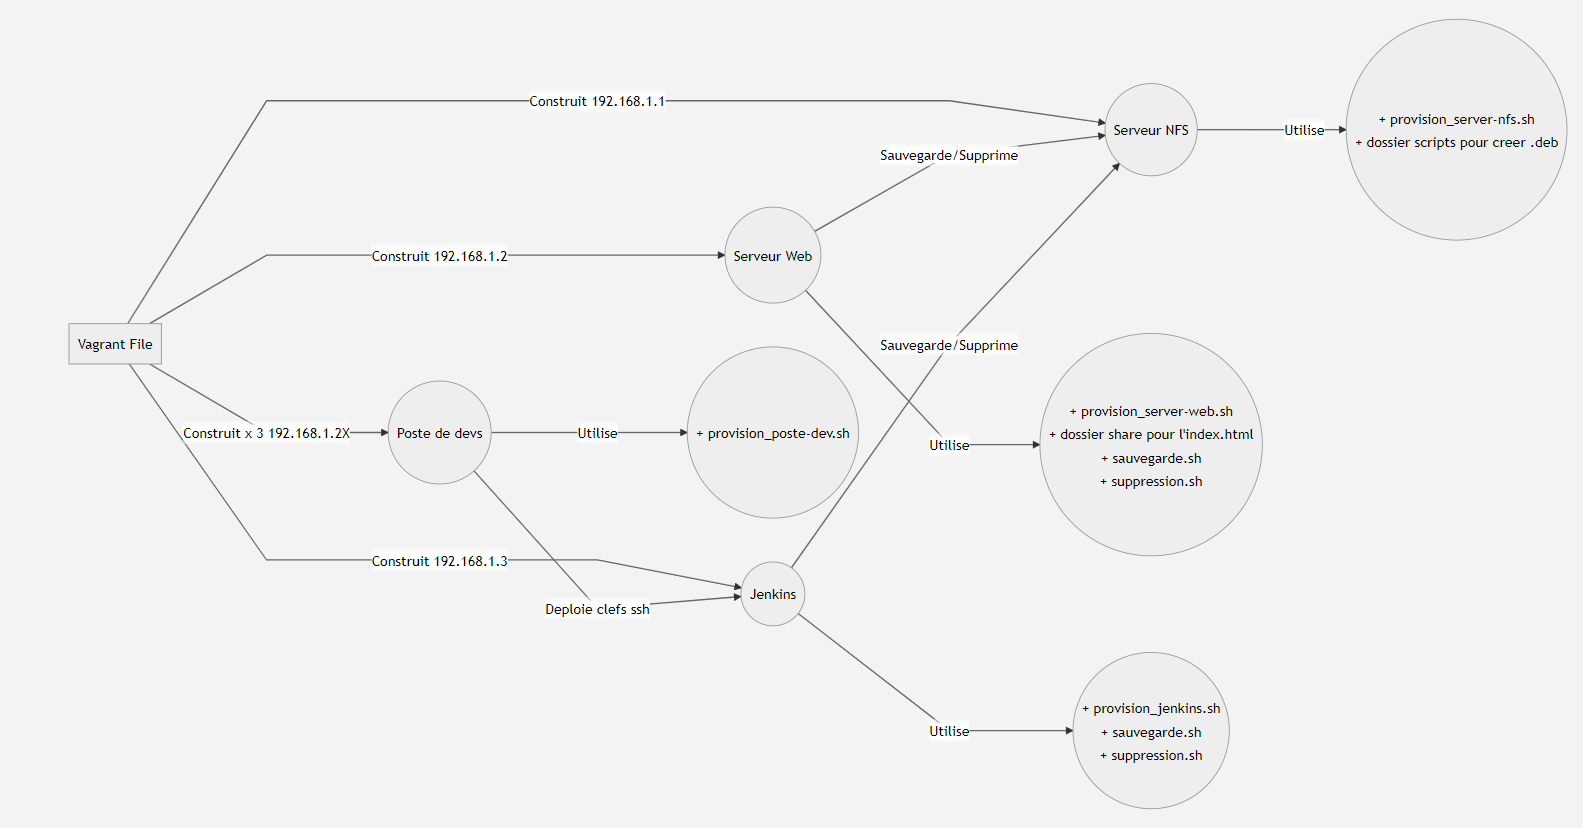 Construit 192.168.1.1
Serveur NFS
Utilise
+ provision_server-nfs.sh
+ dossier scripts pour creer .deb
Sauvegarde/Supprime
Construit 192.168.1.2
Serveur Web
Vagrant File
Sauvegarde/Supprime
Construit x 3 192.168.1.2X
Poste de devs
Utilise
+ provision_poste-dev.sh
Utilise
+ provision_server-web.sh
+ dossier share pour l'index.html
+ sauvegarde.sh
+ suppression.sh
Construit 192.168.1.3
Deploie clefs ssh
Jenkins
Utilise
+ provision_jenkins.sh
+ sauvegarde.sh
+ suppression.sh